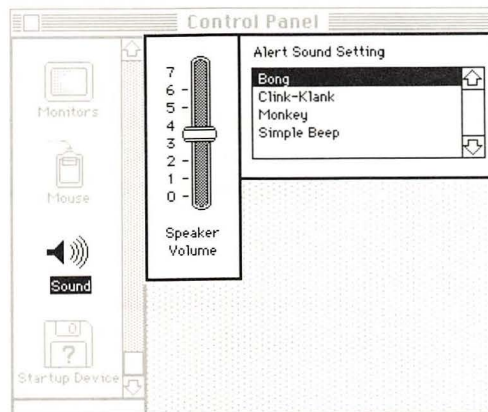 Control Panel
Monitors
Mouse
Sound
?
Startup Device
7
6
5
4
3
2
1
0
Speaker
Volume
Alert Sound Setting
Bong
Clink-Klank
Monkey
Simple Beep